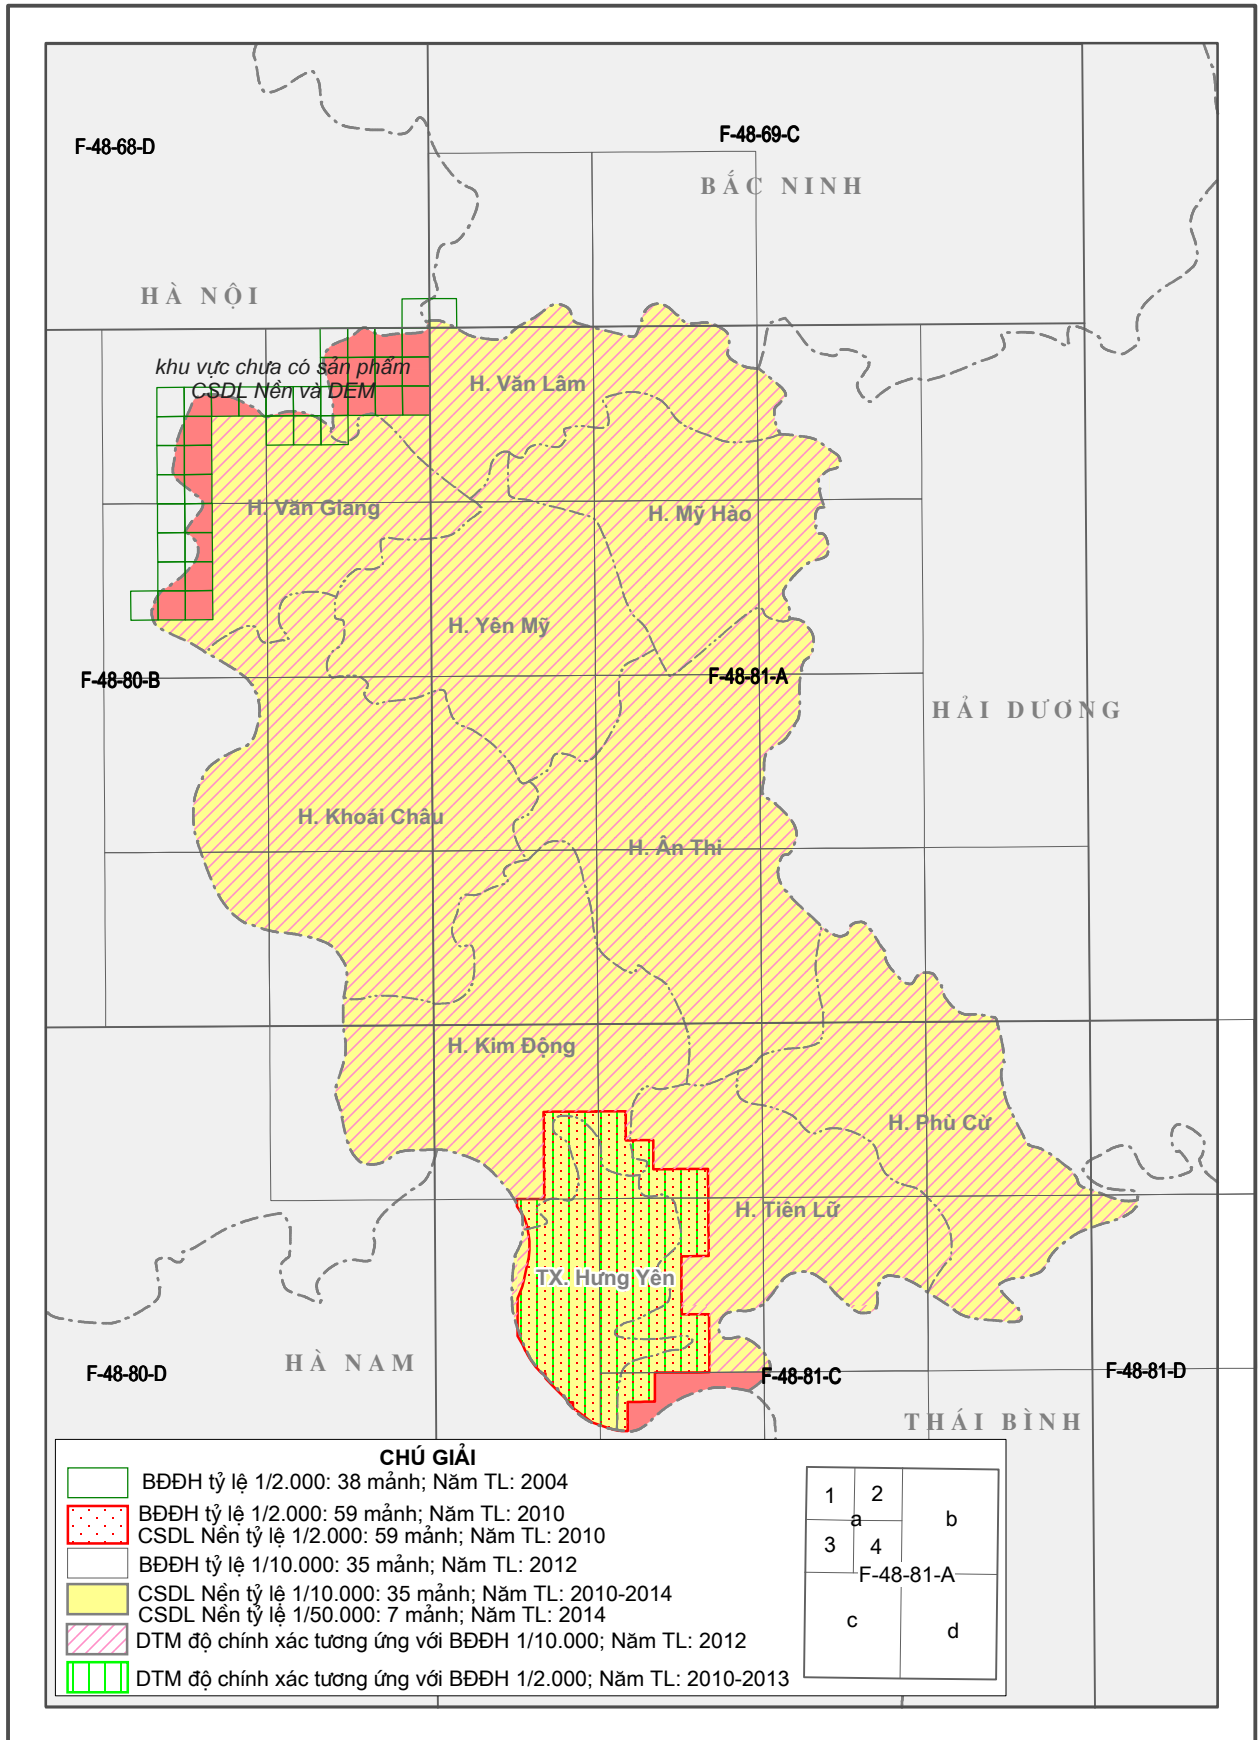 F-48-68-D
F-48-69-C
BẮC NINH
HÀ NỘI
khu vực chưa có sản phẩm
CSDL Nền và DEM
H. Văn Lâm
H. Văn Giang
H. Mỹ Hào
H. Yên Mỹ
F-48-80-B
F-48-81-A
HẢI DƯƠNG
H. Khoái Châu
H. Ân Thi
H. Kim Động
H. Phù Cừ
H. Tiên Lữ
TX. Hưng Yên
HÀ NAM
F-48-80-D
F-48-81-C
F-48-81-D
THÁI BÌNH
CHÚ GIẢI
BĐĐH tỷ lệ 1/2.000: 38 mảnh; Năm TL: 2004
BĐĐH tỷ lệ 1/2.000: 59 mảnh; Năm TL: 2010
CSDL Nền tỷ lệ 1/2.000: 59 mảnh; Năm TL: 2010
BĐĐH tỷ lệ 1/10.000: 35 mảnh; Năm TL: 2012
CSDL Nền tỷ lệ 1/10.000: 35 mảnh; Năm TL: 2010-2014
CSDL Nền tỷ lệ 1/50.000: 7 mảnh; Năm TL: 2014
DTM độ chính xác tương ứng với BĐĐH 1/10.000; Năm TL: 2012
DTM độ chính xác tương ứng với BĐĐH 1/2.000; Năm TL: 2010-2013
1 2
a b
3 4
F-48-81-A
c d